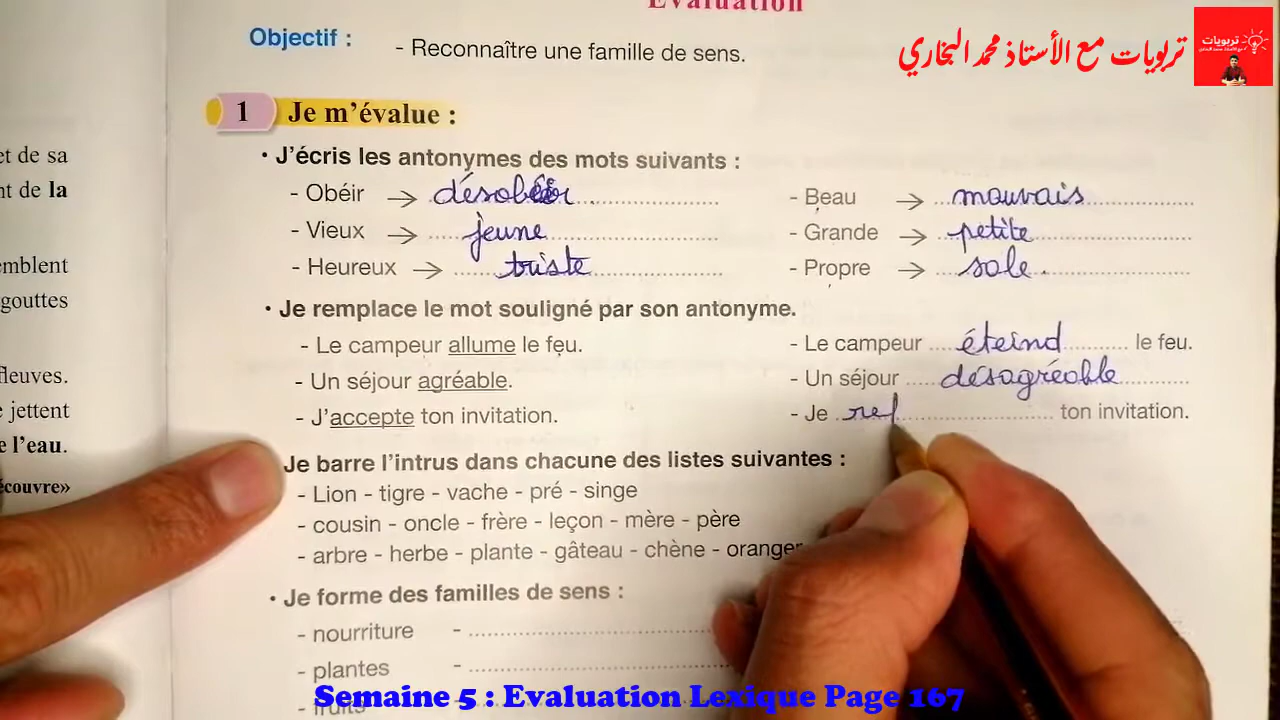 Evaluation
Objectif : - Reconnaître une famille de sens.
تربويات مع الأستاذ محمد البخاري
تربويات
1 Je m'évalue :
• J'écris les antonymes des mots suivants :
- Obéir → désobéir - Beau → mauvais
- Vieux → jeune - Grande → petite
- Heureux → triste - Propre → sale
• Je remplace le mot souligné par son antonyme.
- Le campeur allume le feu. - Le campeur éteind le feu.
- Un séjour agréable. - Un séjour désagréable
- J'accepte ton invitation. - Je ref ton invitation.
Je barre l'intrus dans chacune des listes suivantes :
- Lion - tigre - vache - pré - singe
- cousin - oncle - frère - leçon - mère - père
- arbre - herbe - plante - gâteau - chène - oranger
• Je forme des familles de sens :
- nourriture -
- plantes -
- fruits
et de sa
nt de la
emblent
gouttes
fleuves.
e jettent
e l'eau.
écouvre»
Semaine 5 : Evaluation Lexique Page 167